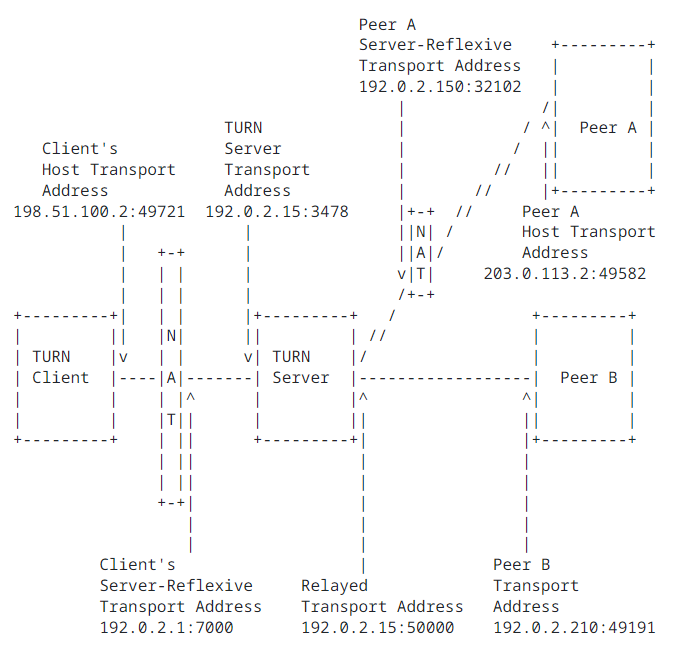 Peer A
Server-Reflexive    +---------+
Transport Address   |         |
192.0.2.150:32102   |         |
|              /|         |
TURN              |            / ^|  Peer A |
Client's           Server            |           /  ||         |
Host Transport     Transport         |         //   ||         |
Address            Address           |       //     |+---------+
198.51.100.2:49721  192.0.2.15:3478     |+-+  //     Peer A
|            |               ||N| /       Host Transport
|   +-+      |               ||A|/        Address
|   | |      |               v|T|     203.0.113.2:49582
|   | |      |               /+-+
+---------+|   | |      |+---------+   /              +---------+
|         ||   |N|      ||         | //               |         |
| TURN    |v   | |      v| TURN    |/                 |         |
| Client  |----|A|-------| Server  |------------------|  Peer B |
|         |    | |^      |         |^                ^|         |
|         |    |T||      |         ||                ||         |
+---------+    | ||      +---------+|                |+---------+
| ||                 |                |
| ||                 |                |
+-+|                 |                |
|                 |                |
|                 |                |
Client's                   |             Peer B
Server-Reflexive     Relayed             Transport
Transport Address    Transport Address   Address
192.0.2.1:7000       192.0.2.15:50000    192.0.2.210:49191